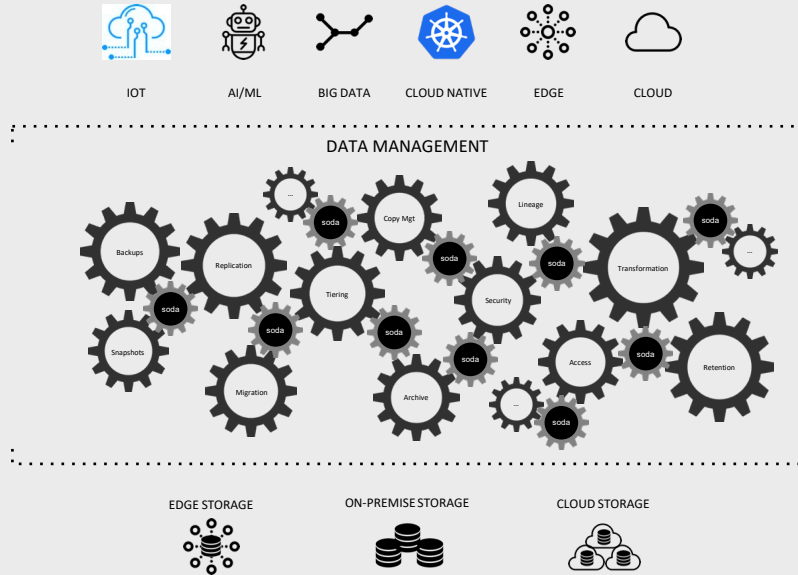 IOT
AI/ML
BIG DATA
CLOUD NATIVE
EDGE
CLOUD
DATA MANAGEMENT
...
soda
Copy Mgt
Lineage
soda
Backups
Replication
soda
soda
Transformation
...
Tiering
Security
soda
soda
soda
Snapshots
soda
soda
Access
Retention
Migration
Archive
...
soda
EDGE STORAGE
ON-PREMISE STORAGE
CLOUD STORAGE